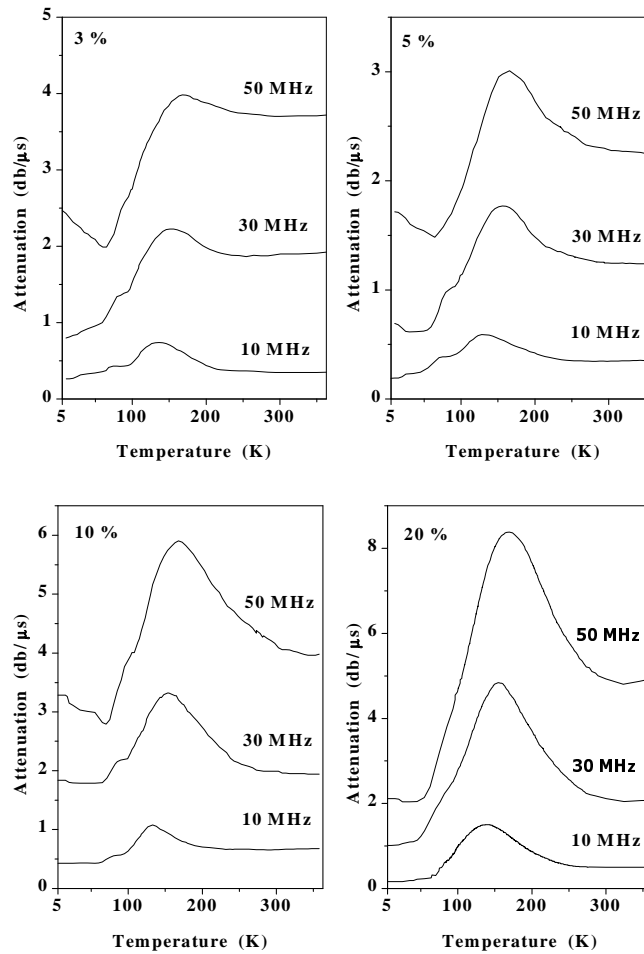 5
3 %
50 MHz
4
3
Attenuation (db/μs)
30 MHz
2
1
10 MHz
0
5 100 200 300
Temperature (K)
5 %
3
50 MHz
2
Attenuation (db/μs)
30 MHz
1
10 MHz
0
5 100 200 300
Temperature (K)
6
10 %
5
50 MHz
4
Attenuation (db/μs)
3
30 MHz
2
10 MHz
1
0
5 100 200 300
Temperature (K)
8
20 %
6
50 MHz
Attenuation (db/μs)
4
30 MHz
2
10 MHz
0
5 100 200 300
Temperature (K)